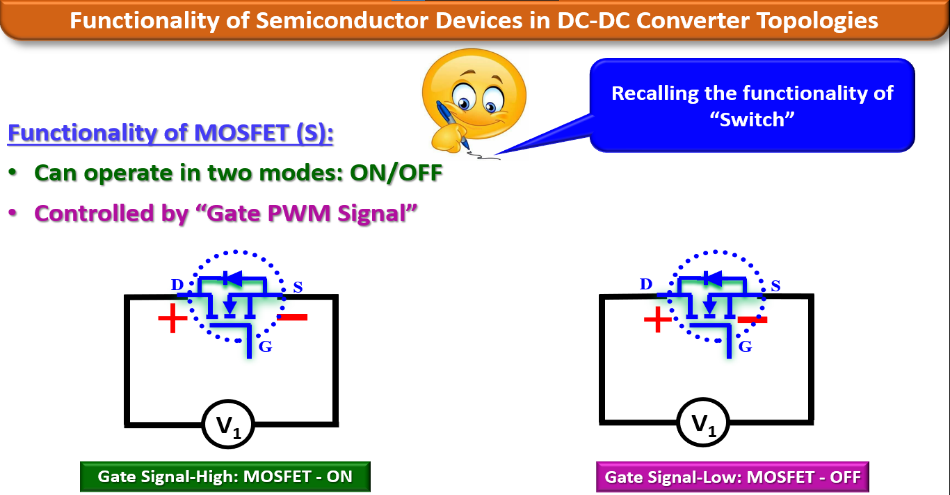 Functionality of Semiconductor Devices in DC-DC Converter Topologies
Recalling the functionality of
“Switch”
Functionality of MOSFET (S):
• Can operate in two modes: ON/OFF
• Controlled by “Gate PWM Signal”
D
S
+
−
G
V1
Gate Signal-High: MOSFET - ON
D
S
+
−
G
V1
Gate Signal-Low: MOSFET - OFF